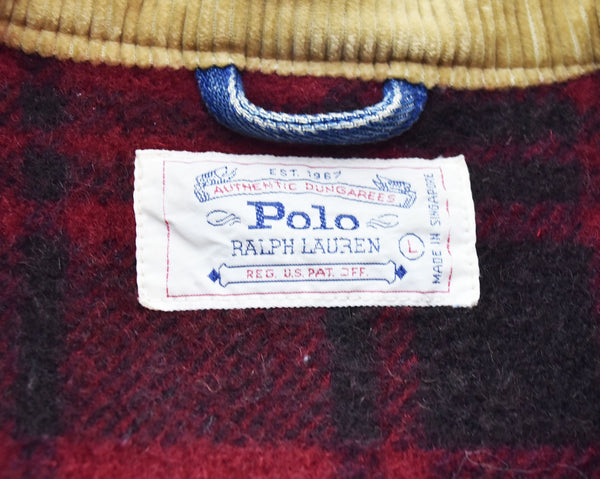 EST. 1967
AUTHENTIC DUNGAREES
Polo
RALPH LAUREN
L
REG. U.S. PAT. OFF.
MADE IN SINGAPORE